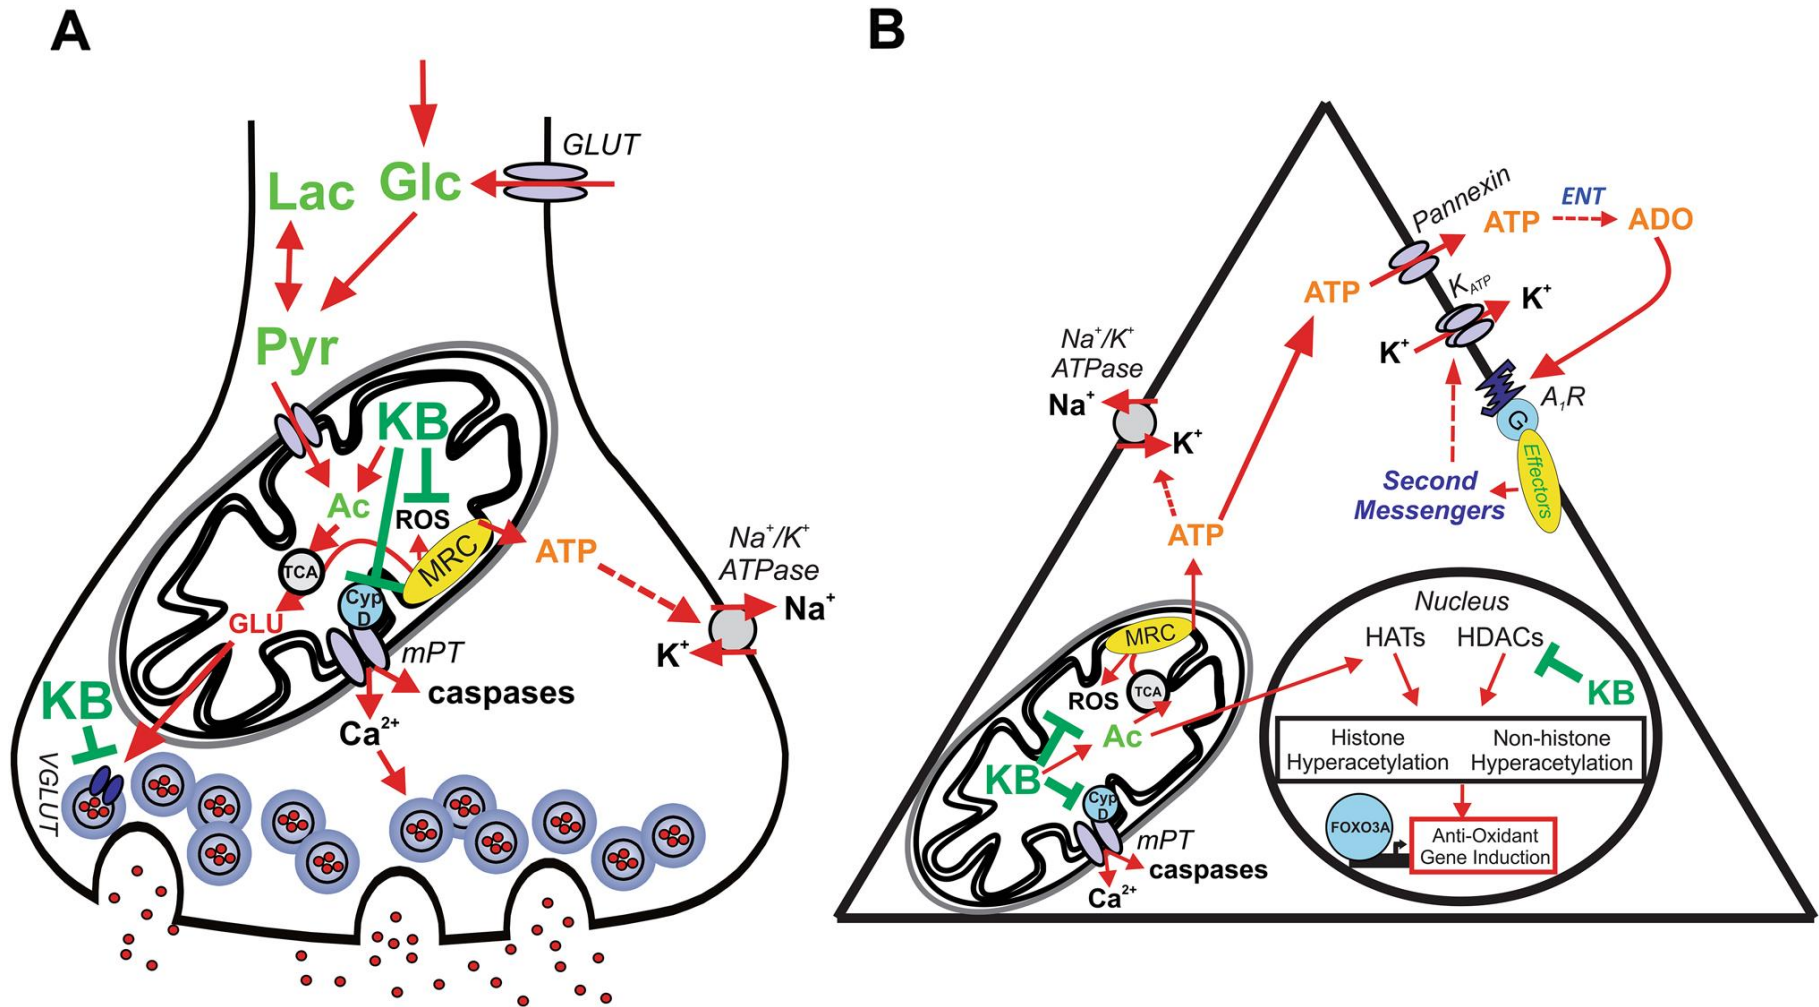 A
GLUT
Lac
Glc
Pyr
KB
Ac
ROS
TCA
MRC
ATP
Na⁺/K⁺
ATPase
Na⁺
K⁺
Cyp
D
GLU
mPT
caspases
Ca²⁺
KB
VGLUT
B
Pannexin
ATP
ENT
ADO
ATP
K_ATP
K⁺
K⁺
Na⁺/K⁺
ATPase
Na⁺
K⁺
A₁R
G
Effectors
Second
Messengers
ATP
MRC
ROS
TCA
Ac
KB
Cyp
D
mPT
caspases
Ca²⁺
Nucleus
HATs
HDACs
KB
Histone
Hyperacetylation
Non-histone
Hyperacetylation
FOXO3A
Anti-Oxidant
Gene Induction